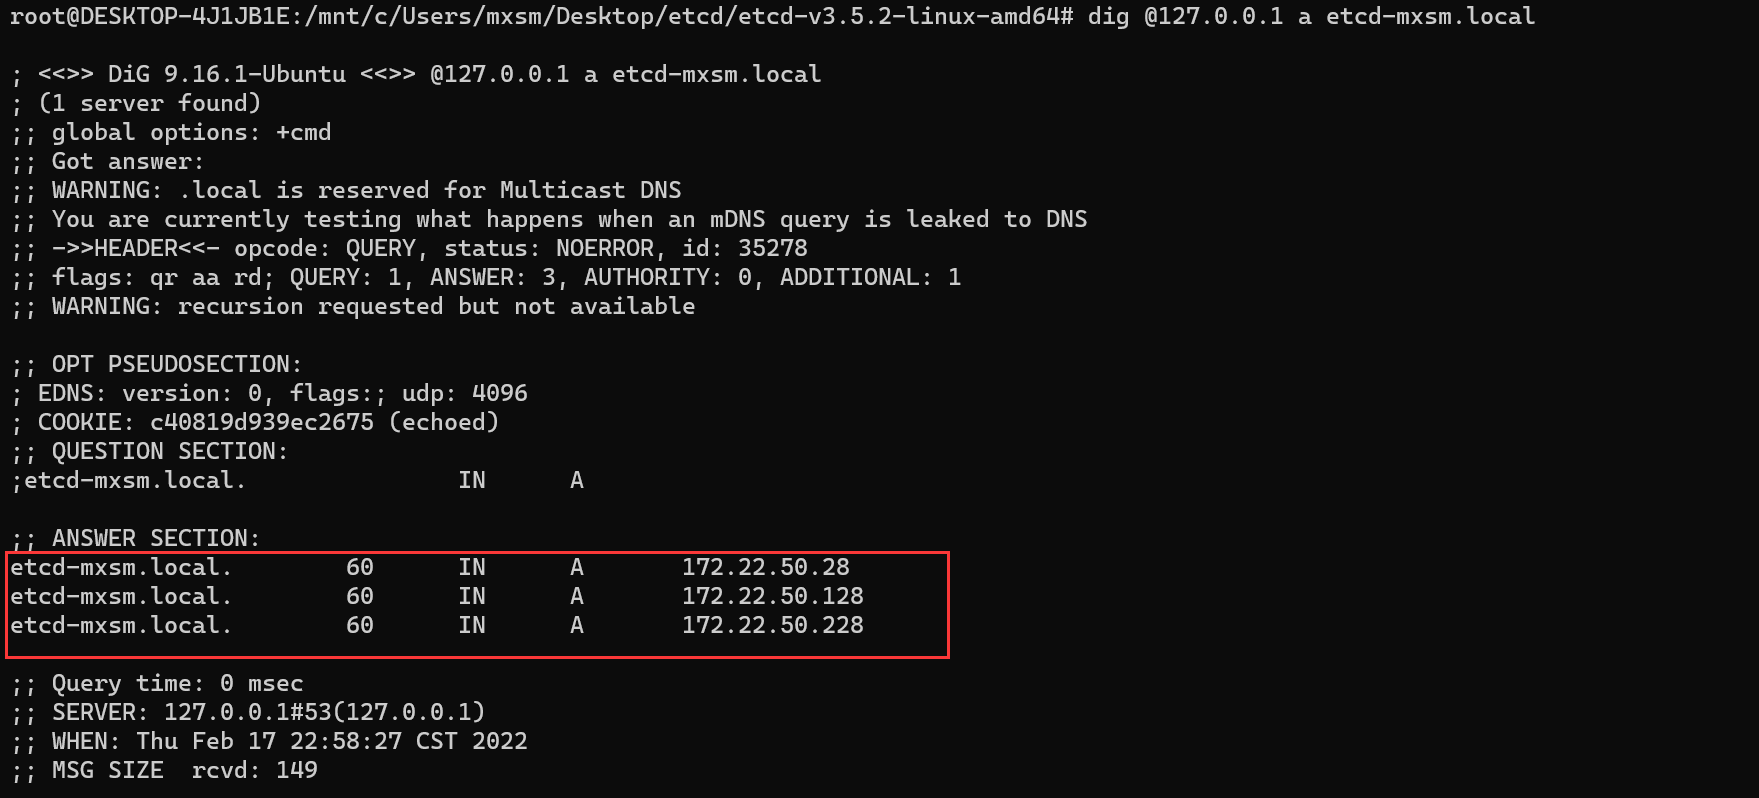 root@DESKTOP-4J1JB1E:/mnt/c/Users/mxsm/Desktop/etcd/etcd-v3.5.2-linux-amd64# dig @127.0.0.1 a etcd-mxsm.local

; <<>> DiG 9.16.1-Ubuntu <<>> @127.0.0.1 a etcd-mxsm.local
; (1 server found)
;; global options: +cmd
;; Got answer:
;; WARNING: .local is reserved for Multicast DNS
;; You are currently testing what happens when an mDNS query is leaked to DNS
;; ->>HEADER<<- opcode: QUERY, status: NOERROR, id: 35278
;; flags: qr aa rd; QUERY: 1, ANSWER: 3, AUTHORITY: 0, ADDITIONAL: 1
;; WARNING: recursion requested but not available

;; OPT PSEUDOSECTION:
; EDNS: version: 0, flags:; udp: 4096
; COOKIE: c40819d939ec2675 (echoed)
;; QUESTION SECTION:
;etcd-mxsm.local.               IN      A

;; ANSWER SECTION:
etcd-mxsm.local.        60      IN      A       172.22.50.28
etcd-mxsm.local.        60      IN      A       172.22.50.128
etcd-mxsm.local.        60      IN      A       172.22.50.228

;; Query time: 0 msec
;; SERVER: 127.0.0.1#53(127.0.0.1)
;; WHEN: Thu Feb 17 22:58:27 CST 2022
;; MSG SIZE  rcvd: 149